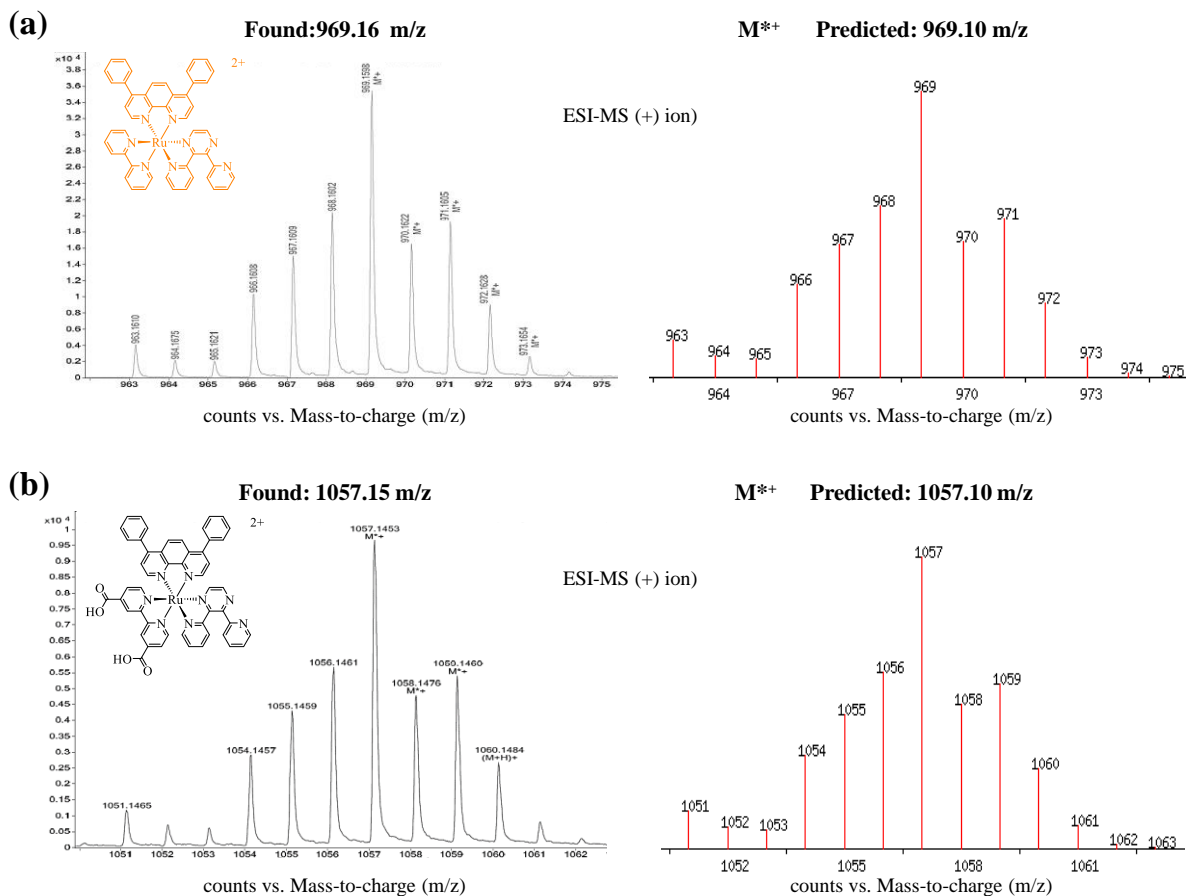 (a)
Found:969.16 m/z
M*+ Predicted: 969.10 m/z
ESI-MS (+) ion)
×10 4
3.8
3.6
3.4
3.2
3
2.8
2.6
2.4
2.2
2
1.8
1.6
1.4
1.2
1
0.8
0.6
0.4
0.2
0
2+
N
N
N
Ru
N
N
N
N
N
963.1610
964.1675
965.1621
966.1608
967.1609
968.1602
969.1598
M*+
970.1622
M*+
971.1605
M*+
972.1628
M*+
973.1654
M*+
963 964 965 966 967 968 969 970 971 972 973 974 975
counts vs. Mass-to-charge (m/z)
963
964
965
966
967
968
969
970
971
972
973
974
975
964 967 970 973
counts vs. Mass-to-charge (m/z)
(b)
Found: 1057.15 m/z
M*+ Predicted: 1057.10 m/z
ESI-MS (+) ion)
×10 4
1
0.95
0.9
0.85
0.8
0.75
0.7
0.65
0.6
0.55
0.5
0.45
0.4
0.35
0.3
0.25
0.2
0.15
0.1
0.05
0
2+
N
N
O
HO
N
Ru
N
N
N
N
N
HO
O
1051.1465
1054.1457
1055.1459
1056.1461
1057.1453
M*+
1058.1476
M*+
M*+
1060.1484
(M+H)+
1051 1052 1053 1054 1055 1056 1057 1058 1059 1060 1061 1062
counts vs. Mass-to-charge (m/z)
1051
1052
1053
1054
1055
1056
1057
1058
1059
1060
1061
1062
1063
1052 1055 1058 1061
counts vs. Mass-to-charge (m/z)